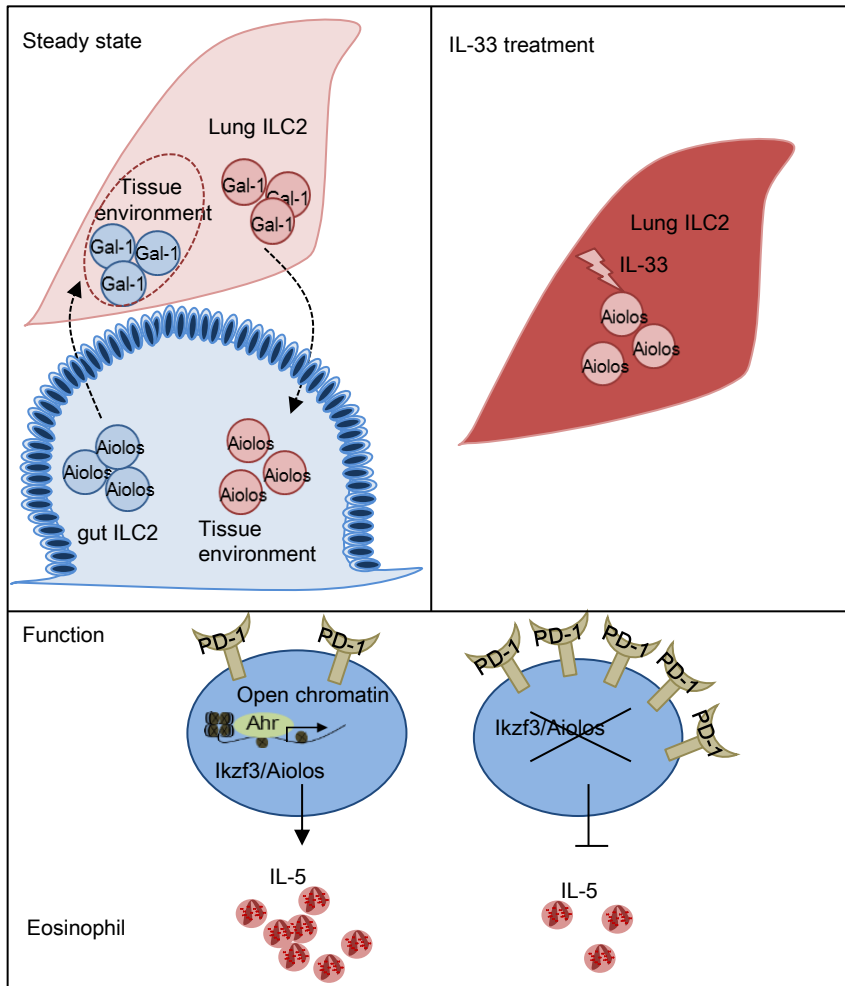 Steady state
Lung ILC2
Gal-1
Gal-1
Gal-1
Tissue
environment
Gal-1
Gal-1
Gal-1
Aiolos
Aiolos
Aiolos
gut ILC2
Aiolos
Aiolos
Aiolos
Tissue
environment
IL-33 treatment
Lung ILC2
IL-33
Aiolos
Aiolos
Aiolos
Function
PD-1
PD-1
Open chromatin
Ahr
Ikzf3/Aiolos
IL-5
PD-1
PD-1
PD-1
PD-1
PD-1
Ikzf3/Aiolos
IL-5
Eosinophil